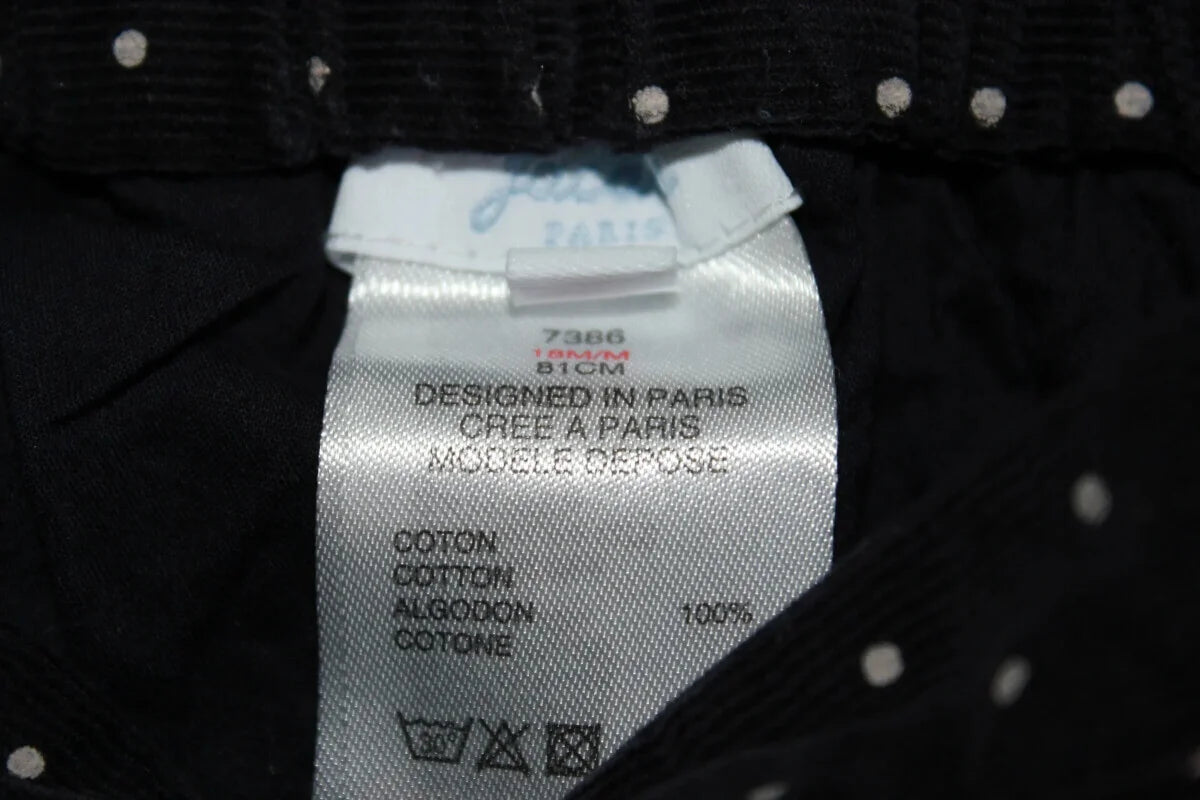 PARIS
7386
18M/M
81CM
DESIGNED IN PARIS
CREE A PARIS
MODELE DEPOSE
COTON
COTTON
ALGODON 100%
COTONE
30°